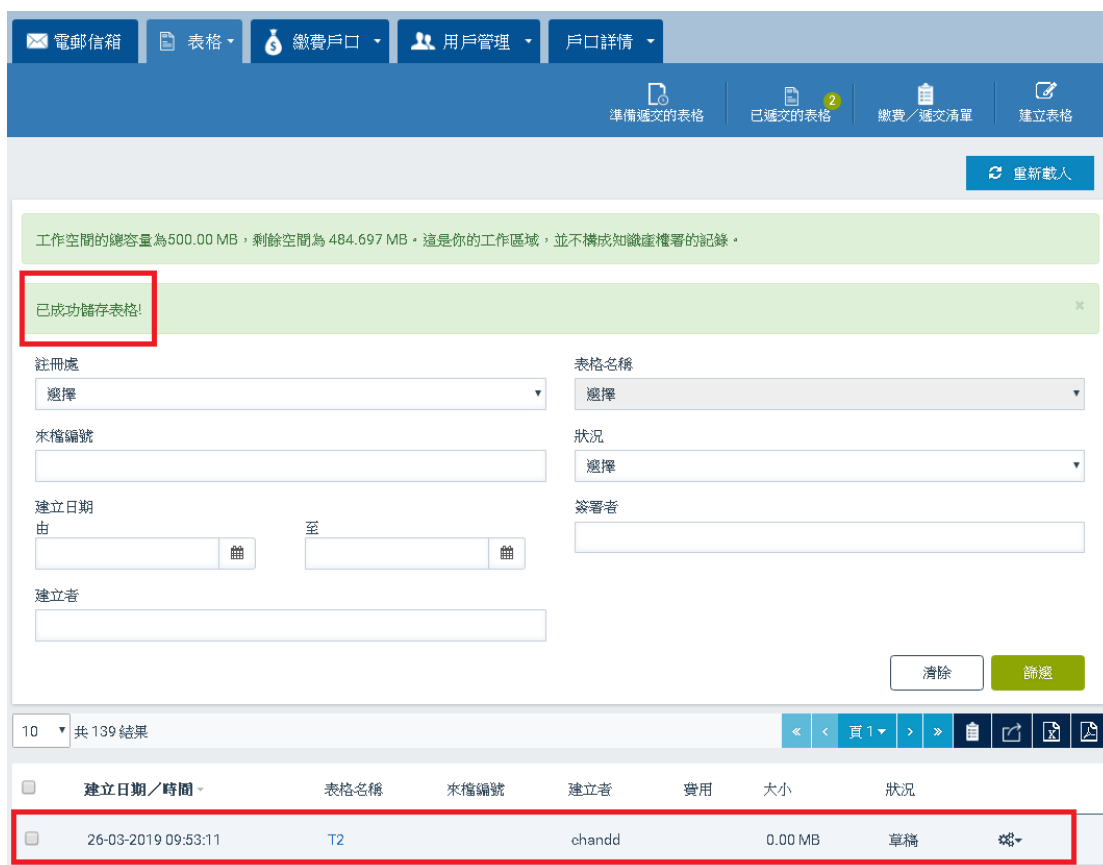 電郵信箱 表格 繳費戶口 用戶管理 戶口詳情
準備遞交的表格 已遞交的表格 2 繳費／遞交清單 建立表格
重新載入
工作空間的總容量為500.00 MB，剩餘空間為 484.697 MB。這是你的工作區域，並不構成知識產權署的記錄。
已成功儲存表格! ×
註冊處 表格名稱
選擇 選擇
來檔編號 狀況
選擇
建立日期 簽署者
由 至
建立者
清除 篩選
10 共 139 結果 « ‹ 頁 1 › »
建立日期／時間 表格名稱 來檔編號 建立者 費用 大小 狀況
26-03-2019 09:53:11 T2 chandd 0.00 MB 草稿